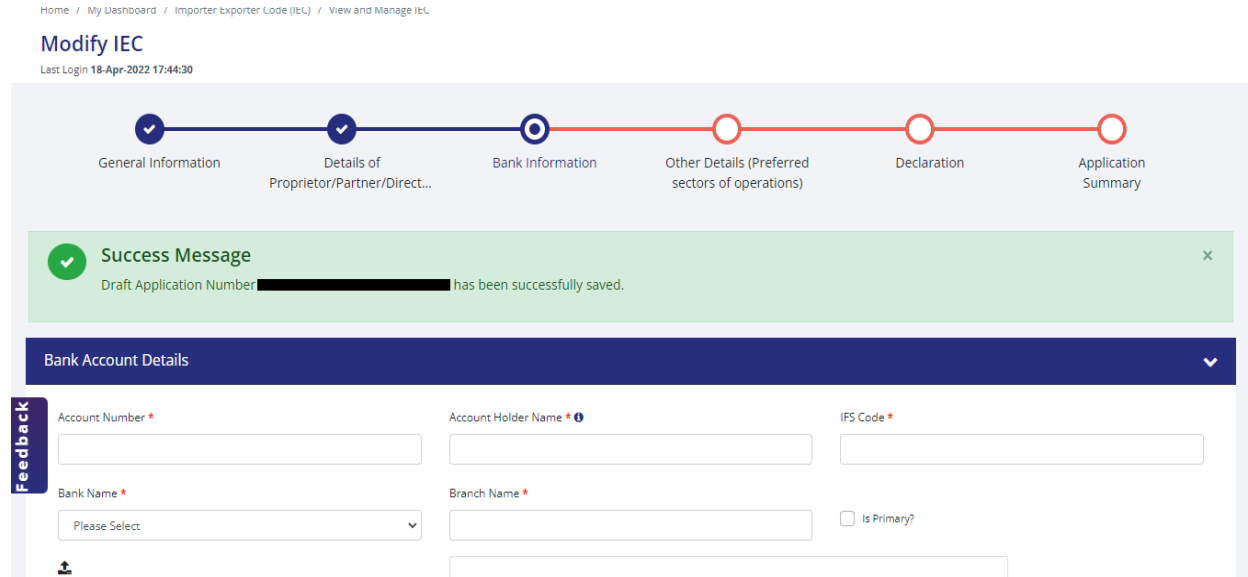 Home / My Dashboard / Importer Exporter Code (IEC) / View and Manage IEC
Modify IEC
Last Login 18-Apr-2022 17:44:30
General Information
Details of
Proprietor/Partner/Direct...
Bank Information
Other Details (Preferred
sectors of operations)
Declaration
Application
Summary
Success Message
×
Draft Application Number has been successfully saved.
Bank Account Details
Feedback
Account Number *
Account Holder Name *
IFS Code *
Bank Name *
Branch Name *
Please Select
Is Primary?